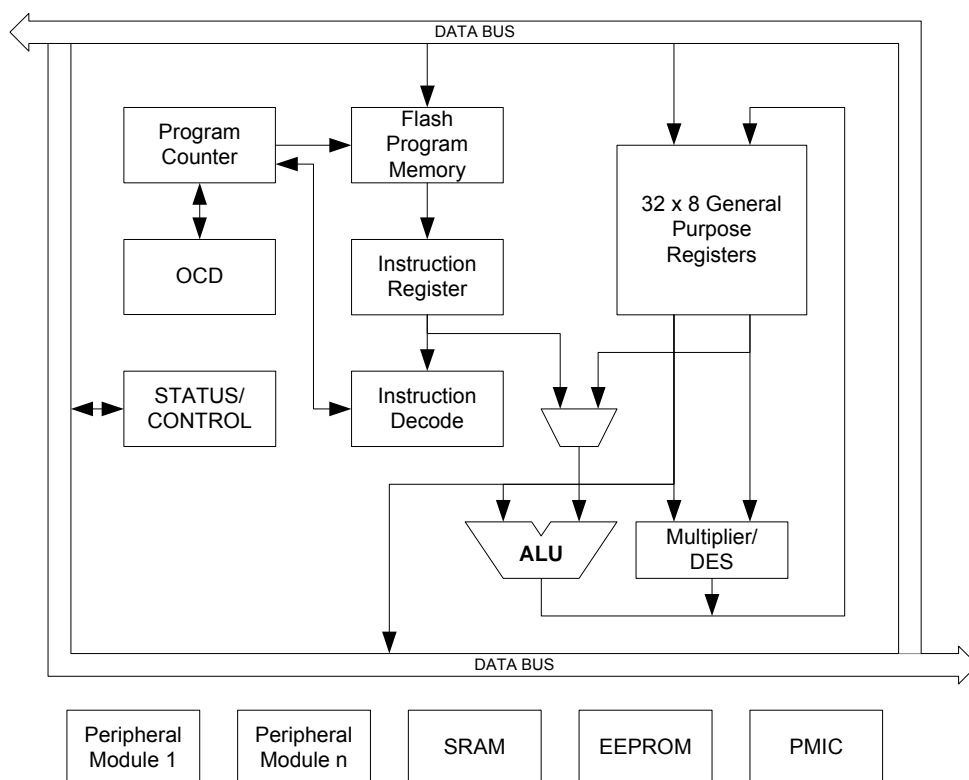 DATA BUS
Program
Counter
Flash
Program
Memory
32 x 8 General
Purpose
Registers
OCD
Instruction
Register
STATUS/
CONTROL
Instruction
Decode
ALU
Multiplier/
DES
DATA BUS
Peripheral
Module 1
Peripheral
Module n
SRAM
EEPROM
PMIC